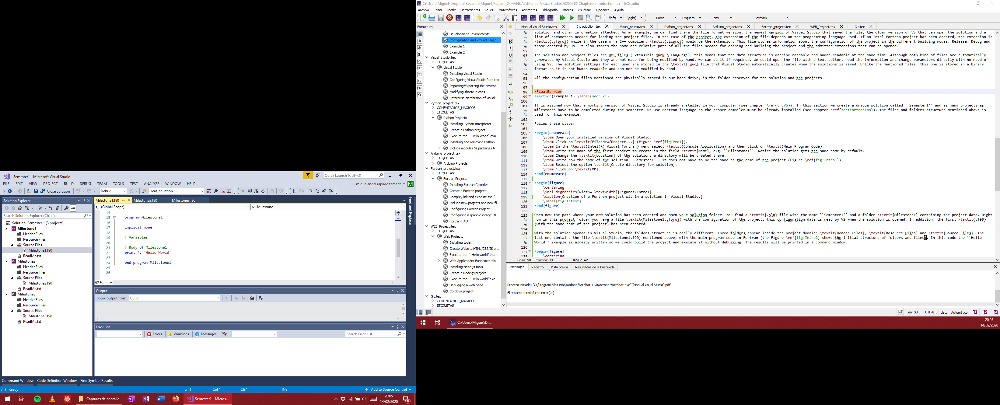 Semester1 - Microsoft Visual Studio
Quick Launch (Ctrl+Q)
FILE EDIT VIEW PROJECT BUILD DEBUG TEAM TOOLS TEST ANALYZE WINDOW HELP
miguelangel.rapado.tamarit M
Close Solution Debug Heat_equation
Solution Explorer
Search Solution Explorer (Ctrl+')
Solution 'Semester1' (3 projects)
Milestone1
Header Files
Resource Files
Source Files
Milestone1.f90
ReadMe.txt
Milestone2
Header Files
Resource Files
Source Files
Milestone2.f90
ReadMe.txt
Milestone3
Header Files
Resource Files
Source Files
Milestone3.f90
ReadMe.txt
Milestone1.f90 Milestone2.f90 Milestone3.f90
Find and Replace
G (Global Scope) P Milestone1
14
15 program Milestone1
16
17 implicit none
18
19 ! Variables
20
21 ! Body of Milestone1
22 print *, 'Hello World'
23
24 end program Milestone1
25
26
97 %
Output
Show output from: Build
Error List
Errors Warnings Messages Search Error List
Command Window Code Definition Window Find Symbol Results
Ready Ln 1 Col 1 Ch 1 INS Add to Source Control
Capturas de pantalla
Semester1 - Micros...
20:05
14/02/2020
C:\Users\Miguel\Dropbox\Becarios\Miguel_Rapado_2\MANUAL\Manual Visual Studio\20200213\Chapters\Introduction.tex - TeXstudio
Archivo Editar Idefix Herramientas LaTeX Matemáticas Asistentes Bibliografía Macros Visualizar Opciones Ayuda
\left( \right) Parte Etiqueta tiny Latexmk
Estructura
Development Environments
Configuration and Project Files/...
Example 1
Example 2
Visual_studio.tex
ETIQUETAS
Visual Studio
Installing Visual Studio
Configuring Visual Studio features
Importing/Exporting the environ...
Modifying shortcut icons
Enterprise distribution of Visual ...
Python_project.tex
COMENTARIOS_MÁGICOS
ETIQUETAS
Python Projects
Installing Python Interpreter
Create a Python project
Execute the ``Hello World" exa...
Installing and removing Python ...
Include modules \& packages fr...
Arduino_project.tex
ETIQUETAS
Arduino Projects
Fortran_project.tex
ETIQUETAS
Fortran Projects
Installing Fortran Compiler
Create a Fortran project
Compile, link and execute the `...
Include new projects and new fil...
Configuring Fortran Project
Configuring a graphic library: DI...
Fortran FAQ
WEB_Project.tex
ETIQUETAS
Web Projects
Installing tools
Create Website HTML/CSS/JS pr...
Execute the ``Hello world" exa...
Web Application: Fundamentals
Installing Node.js tools
Create a Node.js project
Execute the ``Hello world" exa...
Debugging a web page
Cordova project
Git.tex
COMENTARIOS_MÁGICOS
ETIQUETAS
Manual Visual Studio.tex Introduction.tex Visual_studio.tex Python_project.tex Arduino_project.tex Fortran_project.tex WEB_Project.tex Git.tex
solution and other information attached. As an example, we can find there the file format version, the newest version of Visual Studio that saved the file, the older version of VS that can open the solution and a
list of parameters needed for loading the project files. In the case of the project, the extension of the file depends on the programming language used. If an Intel Fortran project has been created, the extension is
\textit{.vfproj} while in the case of a C++ compiler, \textit{.icproj} would be the extension. This file stores information about the configuration of the project in the different building modes; Release, Debug and
those created by us. It also stores the name and relative path of all the files needed for opening and building the project and the admitted extensions that can be opened.
92
93 The solution and project files are XML files (Extensible Markup Language), this means that the data structure is machine-readable and human-readable at the same time. Although both kind of files are automatically
generated by Visual Studio and they are not made for being modified by hand, we can do it if required. We could open the file with a text editor, read the information and change parameters directly with no need of
using VS. The solution settings for each user are stored in the \textit{.suo} file that Visual Studio automatically creates when the solutions is saved. Unlike the mentioned files, this one is stored in a binary
format so it is not human-readable and can not be modified by hand.
94
95 All the configuration files mentioned are physically stored in our hard drive, in the folder reserved for the solution and the projects.
96
97
98 \FloatBarrier
99 \section{Example 1} \label{sec:Ex1}
100
101 It is assumed now that a working version of Visual Studio is already installed in your computer (see chapter \ref{ch:VS}). In this section we create a unique solution called ``Semester1'' and as many projects as
milestones have to be completed during the semester. We use Fortran language so the proper compiler must be already installed (see chapter \ref{sec:FortranIns}). The files and folders structure mentioned above is
used for this example.
102
103 Follow these steps:
104
105 \begin{enumerate}
106 \item Open your installed version of Visual Studio.
107 \item Click on \textit{File/New/Project...} (Figure \ref{fig:Pro1}).
108 \item In the \textit{Intel(R) Visual Fortran} menu select \textit{Console Application} and then click on \textit{Main Program Code}.
109 \item Write the name of the first project to create in the field \textit{Name}, e.g. ``Milestone1''. Notice the solution gets the same name by default.
110 \item Change the \textit{Location} of the solution, a directory will be created there.
111 \item Write now the name of the solution ``Semester1'', it does not have to be the same as the name of the project (Figure \ref{fig:Intro1}).
112 \item Select the option \textit{Create directory for solution}.
113 \item Click on \textit{OK}.
114 \end{enumerate}
115
116 \begin{figure}
117 \centering
118 \includegraphics[width= \textwidth]{Figures/Intro1}
119 \caption{Creation of a Fortran project within a solution in Visual Studio.}
120 \label{fig:Intro1}
121 \end{figure}
122
123 Open now the path where your new solution has been created and open your solution folder. You find a \textit{.sln} file with the name ``Semester1'' and a folder \textit{Milestone1} containing the project data. Right
now in this project folder you have a file \textit{Milestone1.vfproj} with the configuration of the project, this configuration data is read by VS when the solution is opened. In addition, the first \textit{.f90}
(with the same name of the project) has been created.
124
125 With the solution opened in Visual Studio, the folders structure is really different. Three folders appear inside the project domain: \textit{Header Files}, \textit{Resource Files} and \textit{Source Files}. The
last one contains the file \textit{Milestone1.f90} mentioned above, with the main program code in Fortran (the Figure \ref{fig:Intro2} shows the initial structure of folders and files). In this code the ``Hello
World'' example is already written so we could build the project and execute it without debugging. The results will be printed in a command window.
126
127 \begin{figure}
128 \centering
Línea: 98 Columna: 13 INSERTAR
Mensajes Registro Vista previa Resultados de la Búsqueda
Proceso iniciado: "C:/Program Files (x86)/Adobe/Acrobat 11.0/Acrobat/Acrobat.exe" "Manual Visual Studio".pdf
El proceso terminó con error(es)
LT en_GB UTF-8 Listo Automático
C:\Users\Miguel\Dr...
20:05
14/02/2020